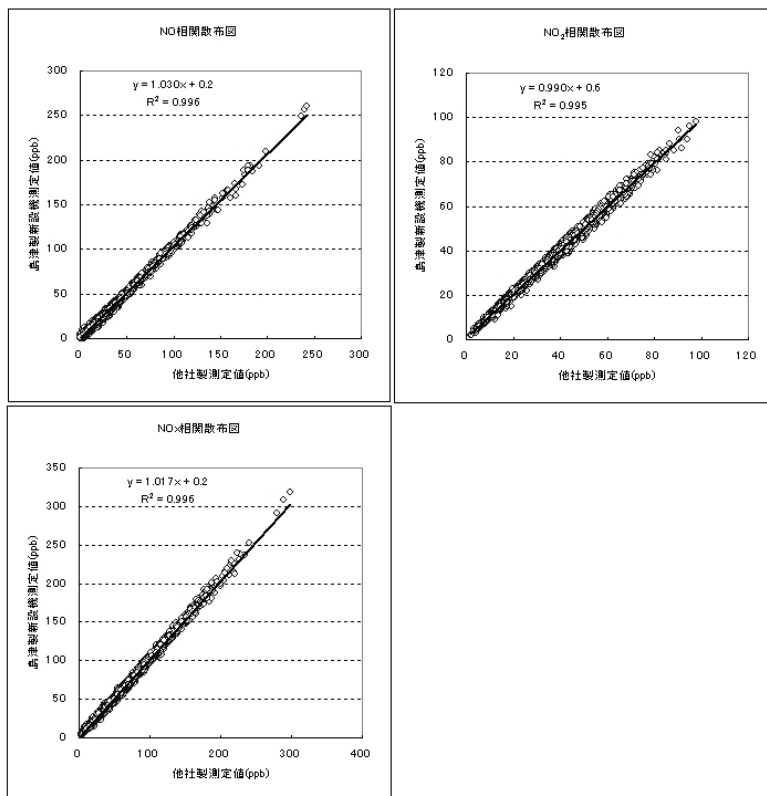 NO相関散布図
300
250
200
150
100
50
0
y = 1.030x + 0.2
R² = 0.996
島津製新設機測定値(ppb)
0 50 100 150 200 250 300
他社製測定値(ppb)
NO₂相関散布図
120
100
80
60
40
20
0
y = 0.990x + 0.6
R² = 0.995
島津製新設機測定値(ppb)
0 20 40 60 80 100 120
他社製測定値(ppb)
NOx相関散布図
350
300
250
200
150
100
50
0
y = 1.017x + 0.2
R² = 0.996
島津製新設機測定値(ppb)
0 100 200 300 400
他社製測定値(ppb)